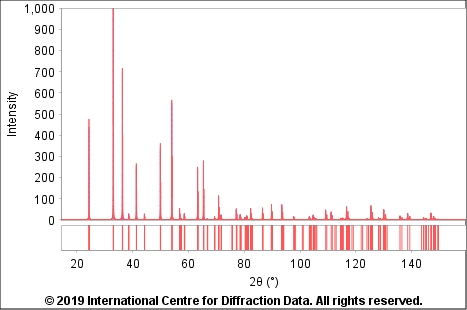 1,000
900
800
700
600
500
400
300
200
100
0
Intensity
20 40 60 80 100 120 140
2θ (°)
© 2019 International Centre for Diffraction Data. All rights reserved.